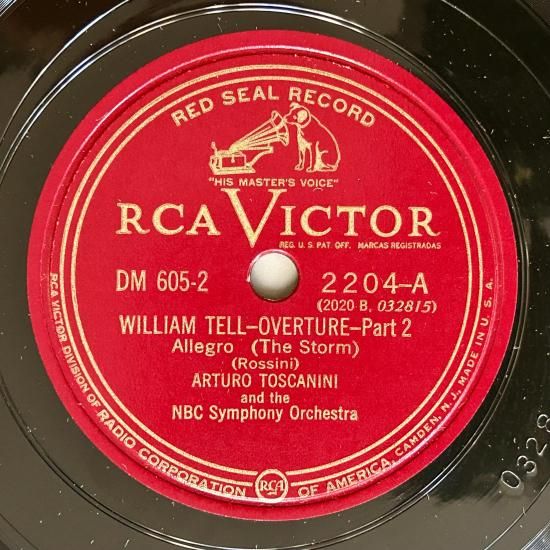 RED SEAL RECORD
"HIS MASTER'S VOICE"
RCA VICTOR
REG. U. S. PAT. OFF. MARCAS REGISTRADAS
DM 605-2
2204-A
(2020 B, 032815)
WILLIAM TELL-OVERTURE-Part 2
Allegro (The Storm)
(Rossini)
ARTURO TOSCANINI
and the
NBC Symphony Orchestra
RCA VICTOR DIVISION OF RADIO CORPORATION OF AMERICA, CAMDEN, N. J. MADE IN U. S. A.
RCA
0328